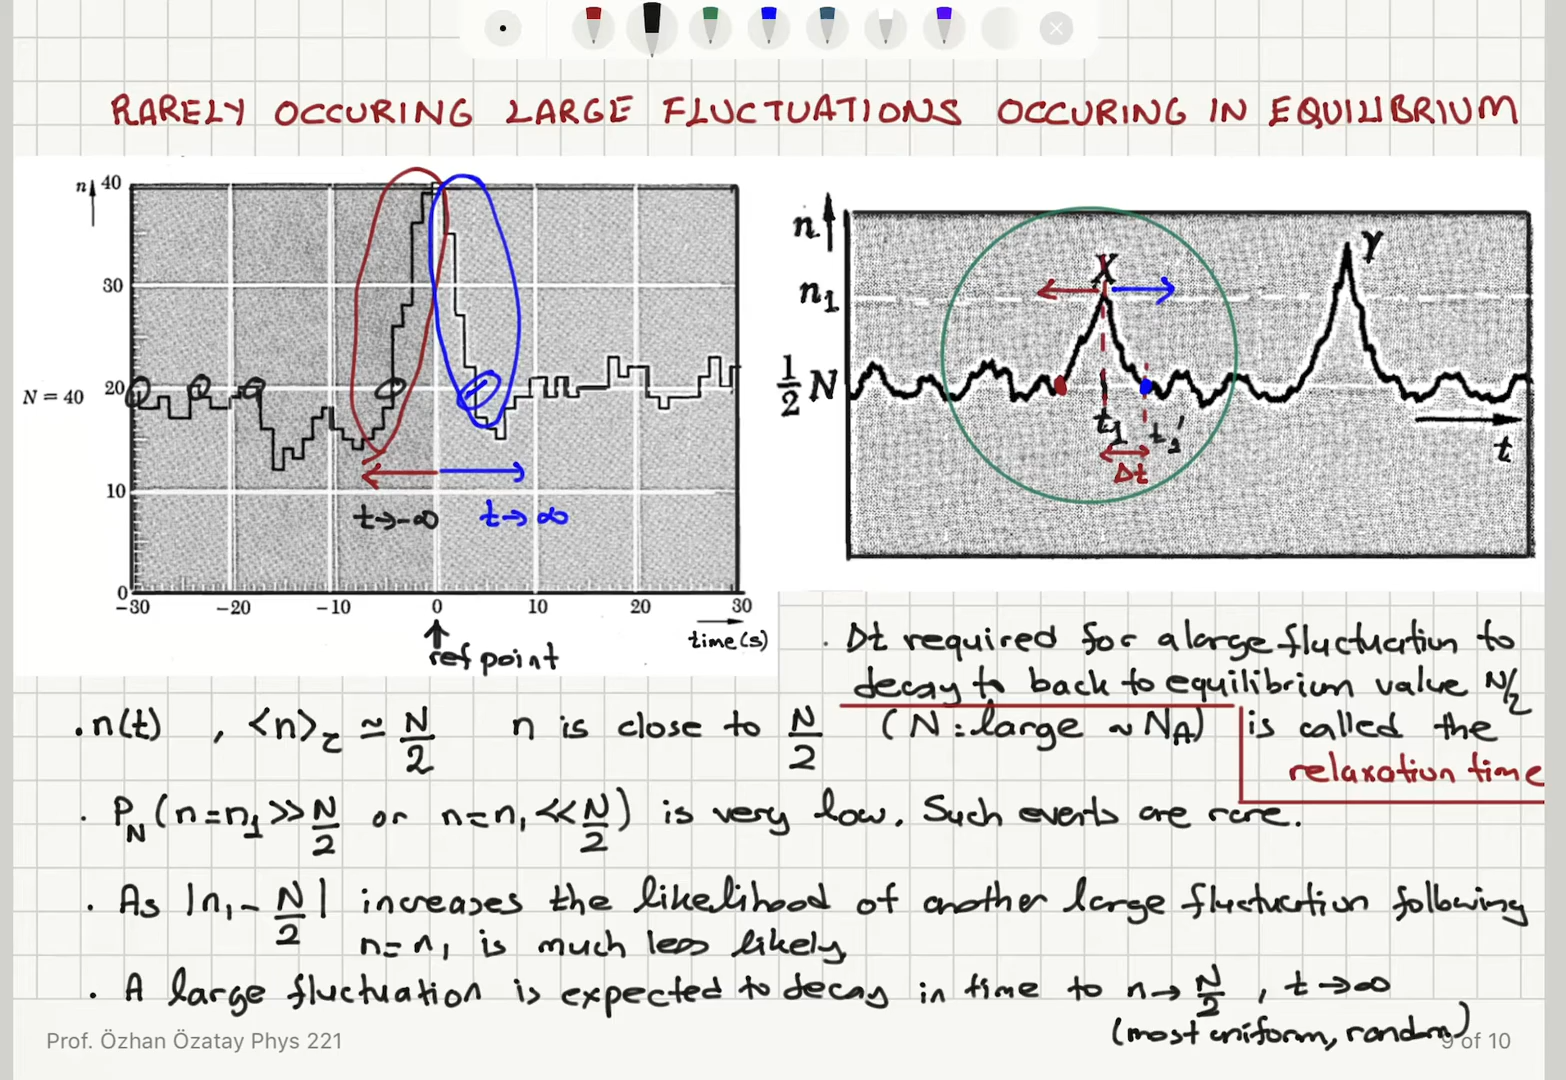 RARELY OCCURING LARGE FLUCTUATIONS OCCURING IN EQUILIBRIUM
n
40
30
20
10
0
N = 40
-30 -20 -10 0 10 20 30
time(s)
t→-∞
t→∞
ref point
n
n₁
½ N
X
Y
t₁
t₁'
Δt
t
. Δt required for a large fluctuation to
decay to back to equilibrium value N/2
is called the
relaxation time
. n(t) , <n>_τ ≃ N/2 n is close to N/2 (N: large ~ N_A)
. P_N (n=n₁ >> N/2 or n=n₁ << N/2) is very low. Such events are rare.
. As |n₁ - N/2| increases the likelihood of another large fluctuation following
n=n₁ is much less likely
. A large fluctuation is expected to decay in time to n→N/2 , t→∞
(most uniform, random)
Prof. Özhan Özatay Phys 221
9 of 10